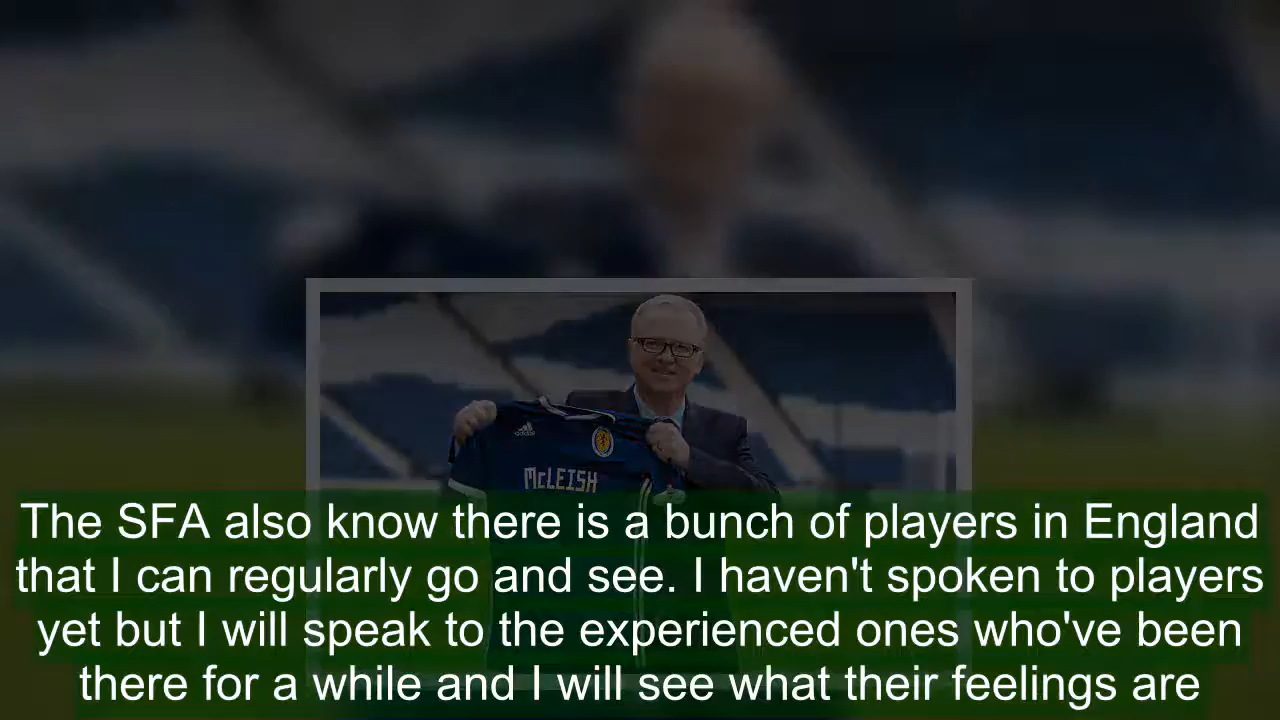 adidas
McLEISH
The SFA also know there is a bunch of players in England
that I can regularly go and see. I haven't spoken to players
yet but I will speak to the experienced ones who've been
there for a while and I will see what their feelings are